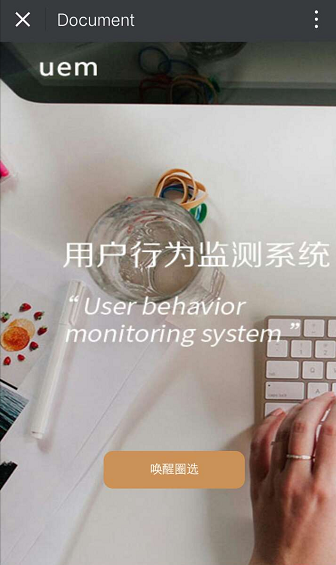 Document
uem
用户行为监测系统
“ User behavior
monitoring system ”
唤醒圈选